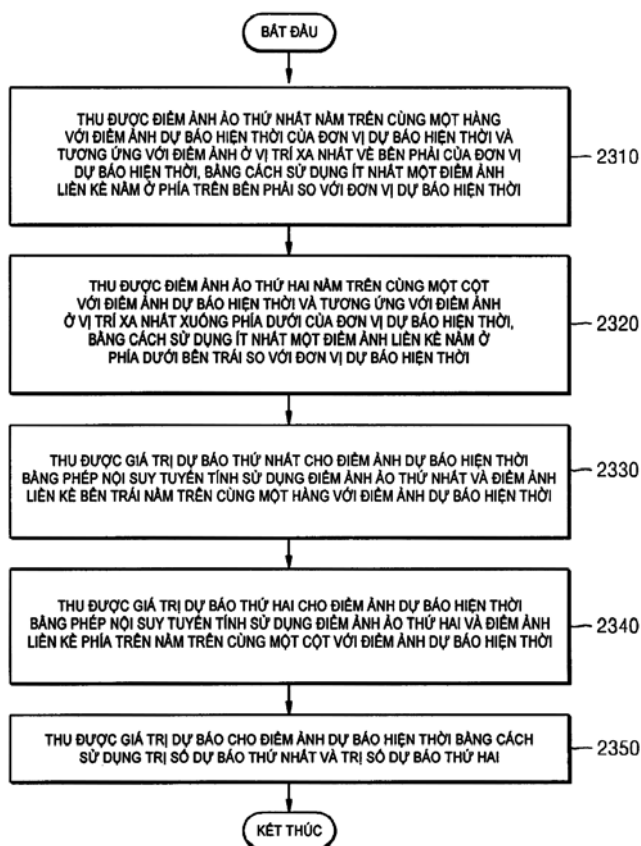 BẮT ĐẦU
THU ĐƯỢC ĐIỂM ẢNH ẢO THỨ NHẤT NẰM TRÊN CÙNG MỘT HÀNG
VỚI ĐIỂM ẢNH DỰ BÁO HIỆN THỜI CỦA ĐƠN VỊ DỰ BÁO HIỆN THỜI VÀ
TƯƠNG ỨNG VỚI ĐIỂM ẢNH Ở VỊ TRÍ XA NHẤT VỀ BÊN PHẢI CỦA ĐƠN VỊ
DỰ BÁO HIỆN THỜI, BẰNG CÁCH SỬ DỤNG ÍT NHẤT MỘT ĐIỂM ẢNH
LIỀN KỀ NẰM Ở PHÍA TRÊN BÊN PHẢI SO VỚI ĐƠN VỊ DỰ BÁO HIỆN THỜI
2310
THU ĐƯỢC ĐIỂM ẢNH ẢO THỨ HAI NẰM TRÊN CÙNG MỘT CỘT
VỚI ĐIỂM ẢNH DỰ BÁO HIỆN THỜI VÀ TƯƠNG ỨNG VỚI ĐIỂM ẢNH
Ở VỊ TRÍ XA NHẤT XUỐNG PHÍA DƯỚI CỦA ĐƠN VỊ DỰ BÁO HIỆN THỜI,
BẰNG CÁCH SỬ DỤNG ÍT NHẤT MỘT ĐIỂM ẢNH LIỀN KỀ NẰM Ở
PHÍA DƯỚI BÊN TRÁI SO VỚI ĐƠN VỊ DỰ BÁO HIỆN THỜI
2320
THU ĐƯỢC GIÁ TRỊ DỰ BÁO THỨ NHẤT CHO ĐIỂM ẢNH DỰ BÁO HIỆN THỜI
BẰNG PHÉP NỘI SUY TUYẾN TÍNH SỬ DỤNG ĐIỂM ẢNH ẢO THỨ NHẤT VÀ ĐIỂM ẢNH
LIỀN KỀ BÊN TRÁI NẰM TRÊN CÙNG MỘT HÀNG VỚI ĐIỂM ẢNH DỰ BÁO HIỆN THỜI
2330
THU ĐƯỢC GIÁ TRỊ DỰ BÁO THỨ HAI CHO ĐIỂM ẢNH DỰ BÁO HIỆN THỜI
BẰNG PHÉP NỘI SUY TUYẾN TÍNH SỬ DỤNG ĐIỂM ẢNH ẢO THỨ HAI VÀ ĐIỂM ẢNH
LIỀN KỀ PHÍA TRÊN NẰM TRÊN CÙNG MỘT CỘT VỚI ĐIỂM ẢNH DỰ BÁO HIỆN THỜI
2340
THU ĐƯỢC GIÁ TRỊ DỰ BÁO CHO ĐIỂM ẢNH DỰ BÁO HIỆN THỜI BẰNG CÁCH
SỬ DỤNG TRỊ SỐ DỰ BÁO THỨ NHẤT VÀ TRỊ SỐ DỰ BÁO THỨ HAI
2350
KẾT THÚC